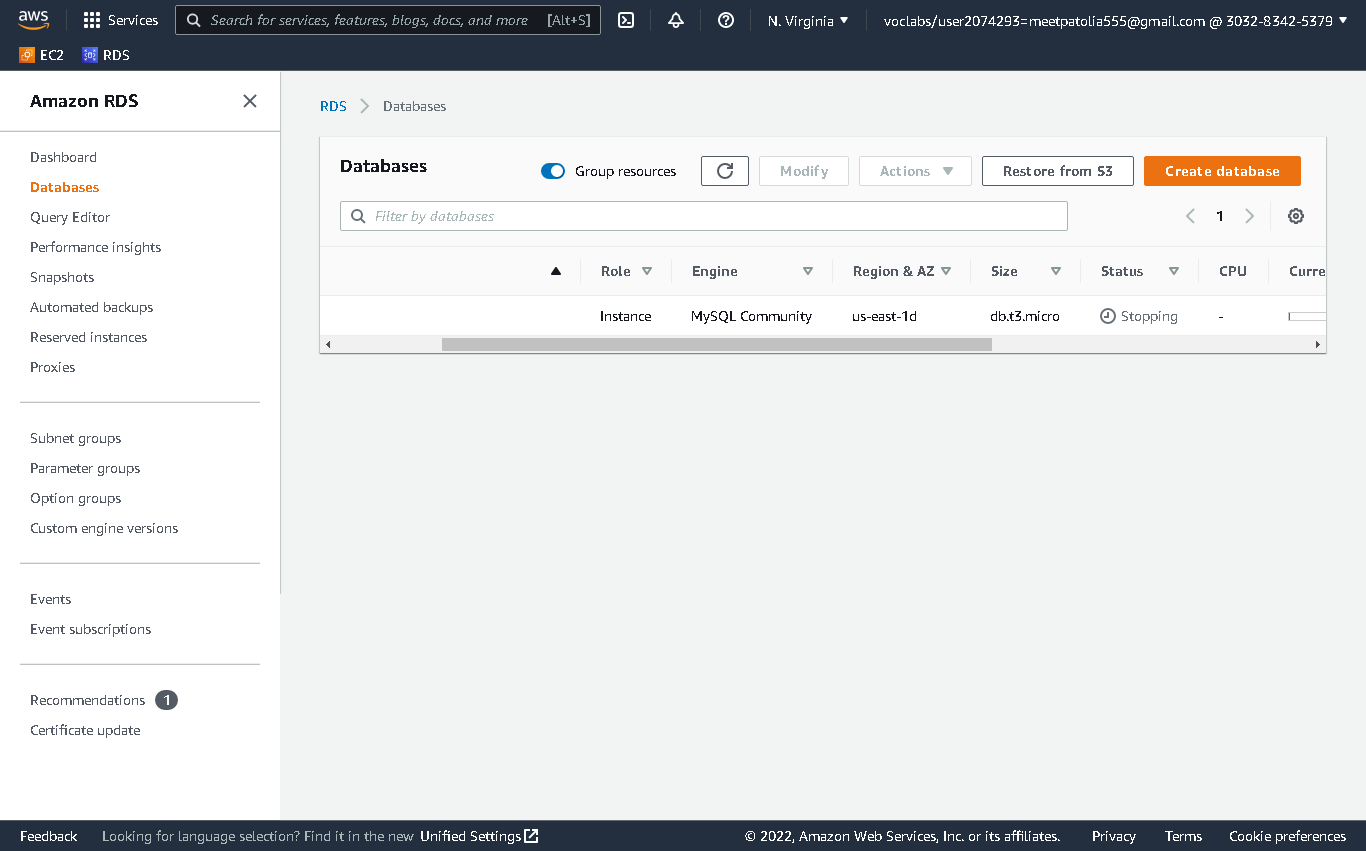 aws Services Search for services, features, blogs, docs, and more [Alt+S] N. Virginia voclabs/user2074293=meetpatolia555@gmail.com @ 3032-8342-5379
EC2 RDS
Amazon RDS
Dashboard
Databases
Query Editor
Performance insights
Snapshots
Automated backups
Reserved instances
Proxies
Subnet groups
Parameter groups
Option groups
Custom engine versions
Events
Event subscriptions
Recommendations 1
Certificate update
RDS Databases
Databases Group resources Modify Actions Restore from S3 Create database
Filter by databases 1
Role Engine Region & AZ Size Status CPU Curre
Instance MySQL Community us-east-1d db.t3.micro Stopping -
Feedback Looking for language selection? Find it in the new Unified Settings © 2022, Amazon Web Services, Inc. or its affiliates. Privacy Terms Cookie preferences